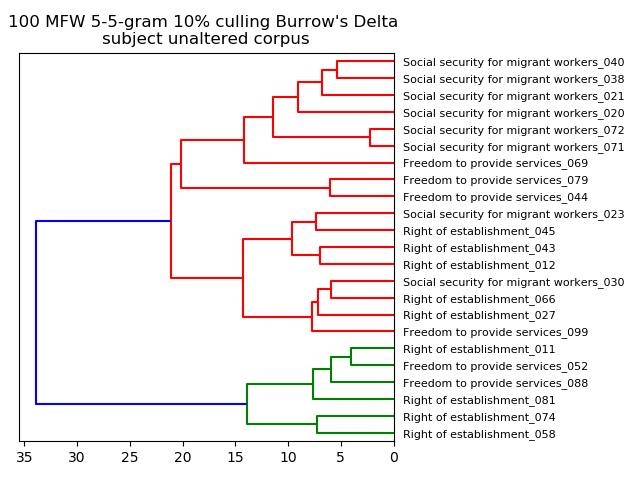 100 MFW 5-5-gram 10% culling Burrow's Delta
subject unaltered corpus
Social security for migrant workers_040
Social security for migrant workers_038
Social security for migrant workers_021
Social security for migrant workers_020
Social security for migrant workers_072
Social security for migrant workers_071
Freedom to provide services_069
Freedom to provide services_079
Freedom to provide services_044
Social security for migrant workers_023
Right of establishment_045
Right of establishment_043
Right of establishment_012
Social security for migrant workers_030
Right of establishment_066
Right of establishment_027
Freedom to provide services_099
Right of establishment_011
Freedom to provide services_052
Freedom to provide services_088
Right of establishment_081
Right of establishment_074
Right of establishment_058
35 30 25 20 15 10 5 0